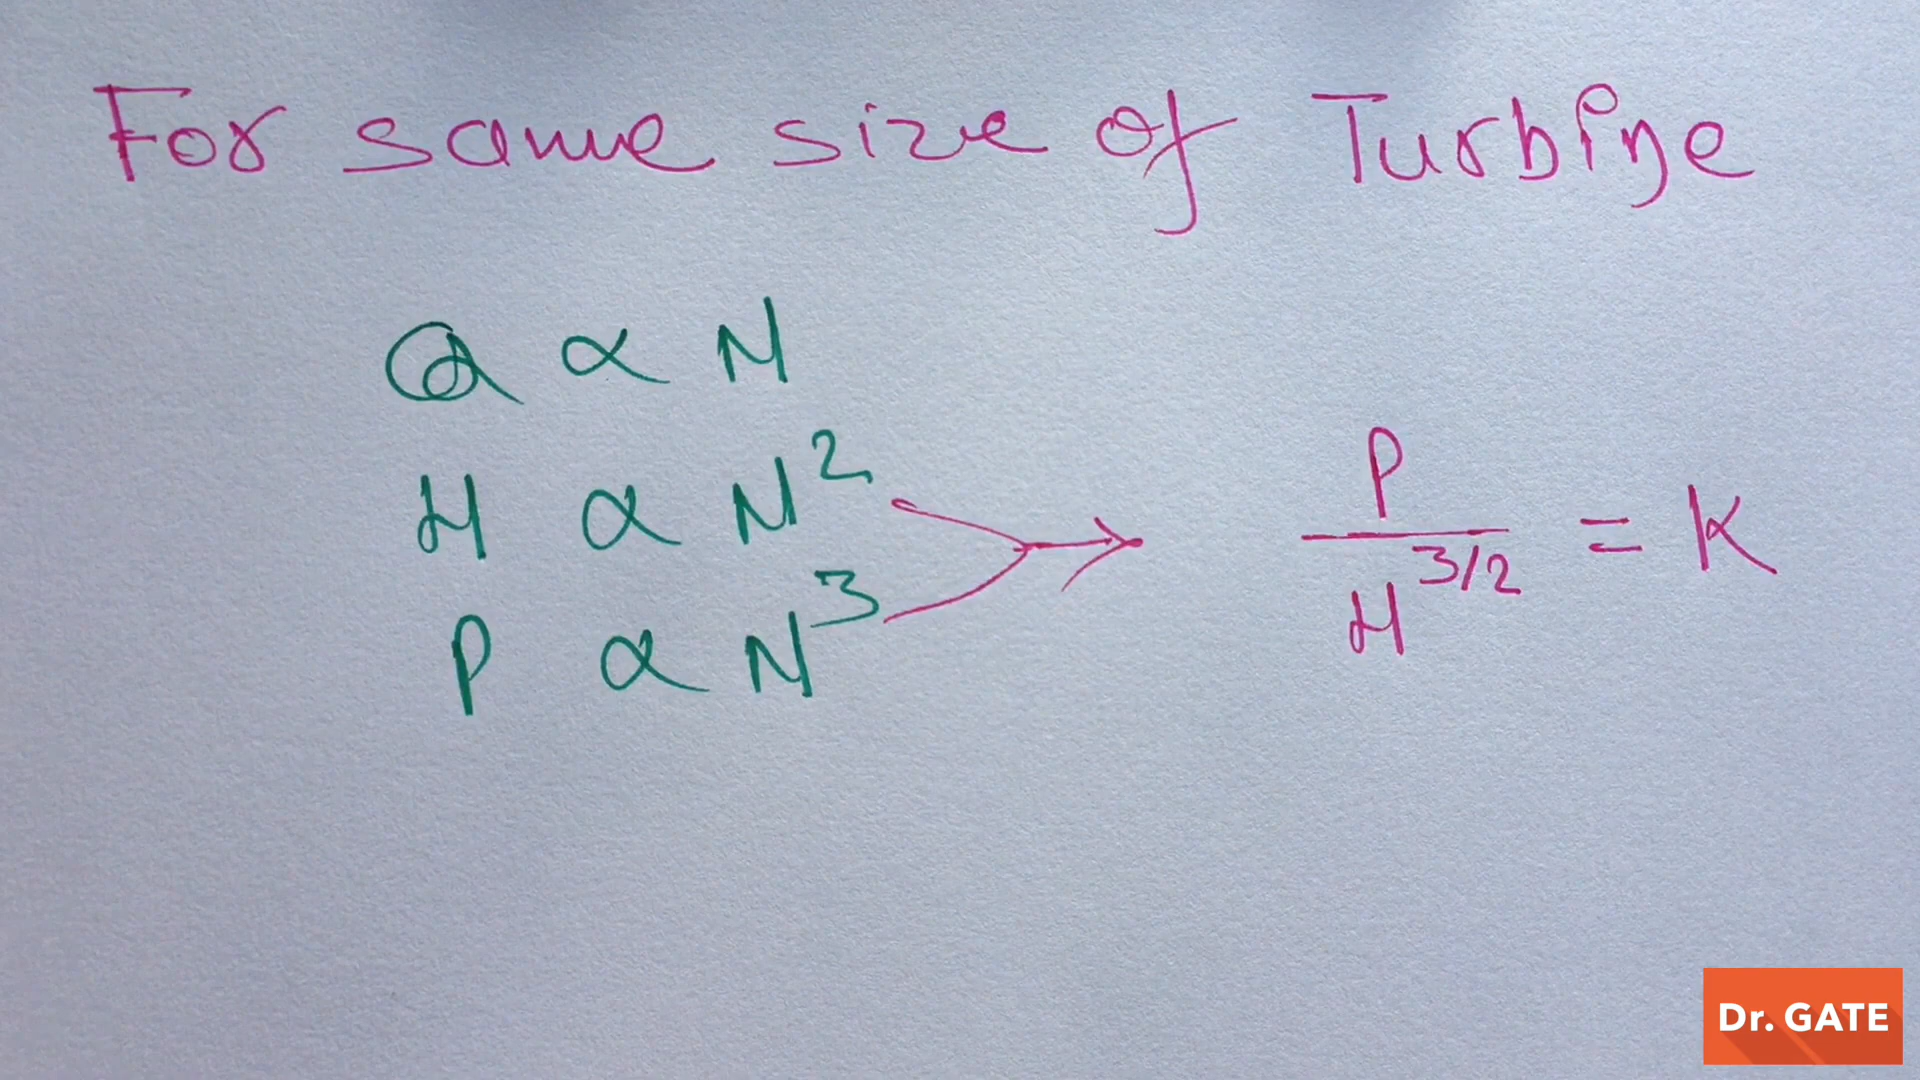 For same size of Turbine
Q ∝ N
H ∝ N²
P ∝ N³
P / H^3/2 = K
Dr. GATE